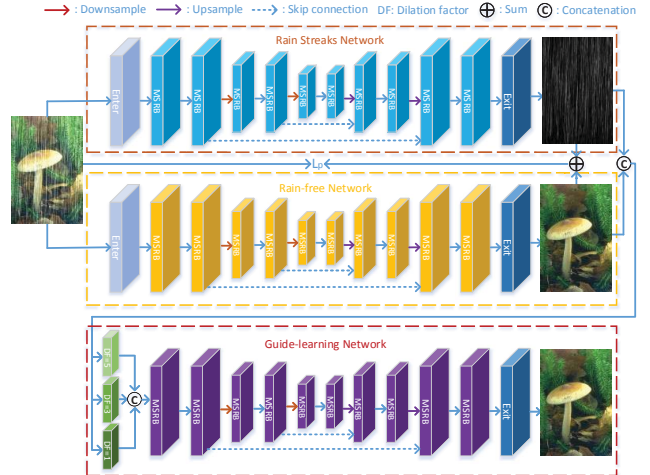 : Downsample : Upsample : Skip connection DF: Dilation factor : Sum C : Concatenation
Rain Streaks Network
Enter MSRB MSRB MSRB MSRB MSRB MSRB MSRB MSRB MSRB MSRB Exit
Lp C
Rain-free Network
Enter MSRB MSRB MSRB MSRB MSRB MSRB MSRB MSRB MSRB MSRB Exit
Guide-learning Network
DF=5
DF=3
DF=1
C
MSRB MSRB MSRB MSRB MSRB MSRB MSRB MSRB MSRB MSRB Exit